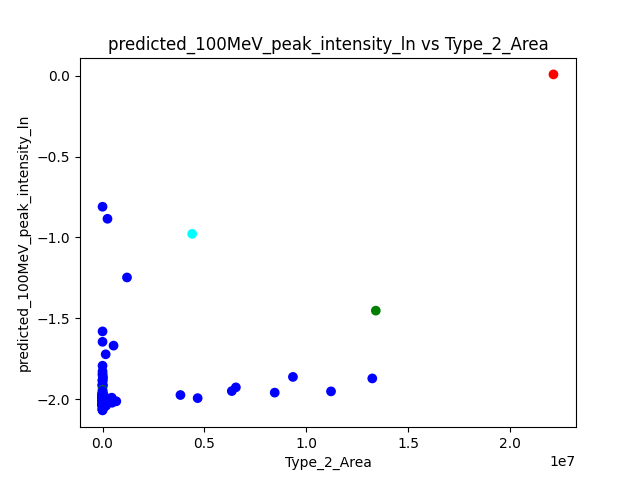 predicted_100MeV_peak_intensity_ln vs Type_2_Area
predicted_100MeV_peak_intensity_ln
0.0
−0.5
−1.0
−1.5
−2.0
0.0 0.5 1.0 1.5 2.0
1e7
Type_2_Area